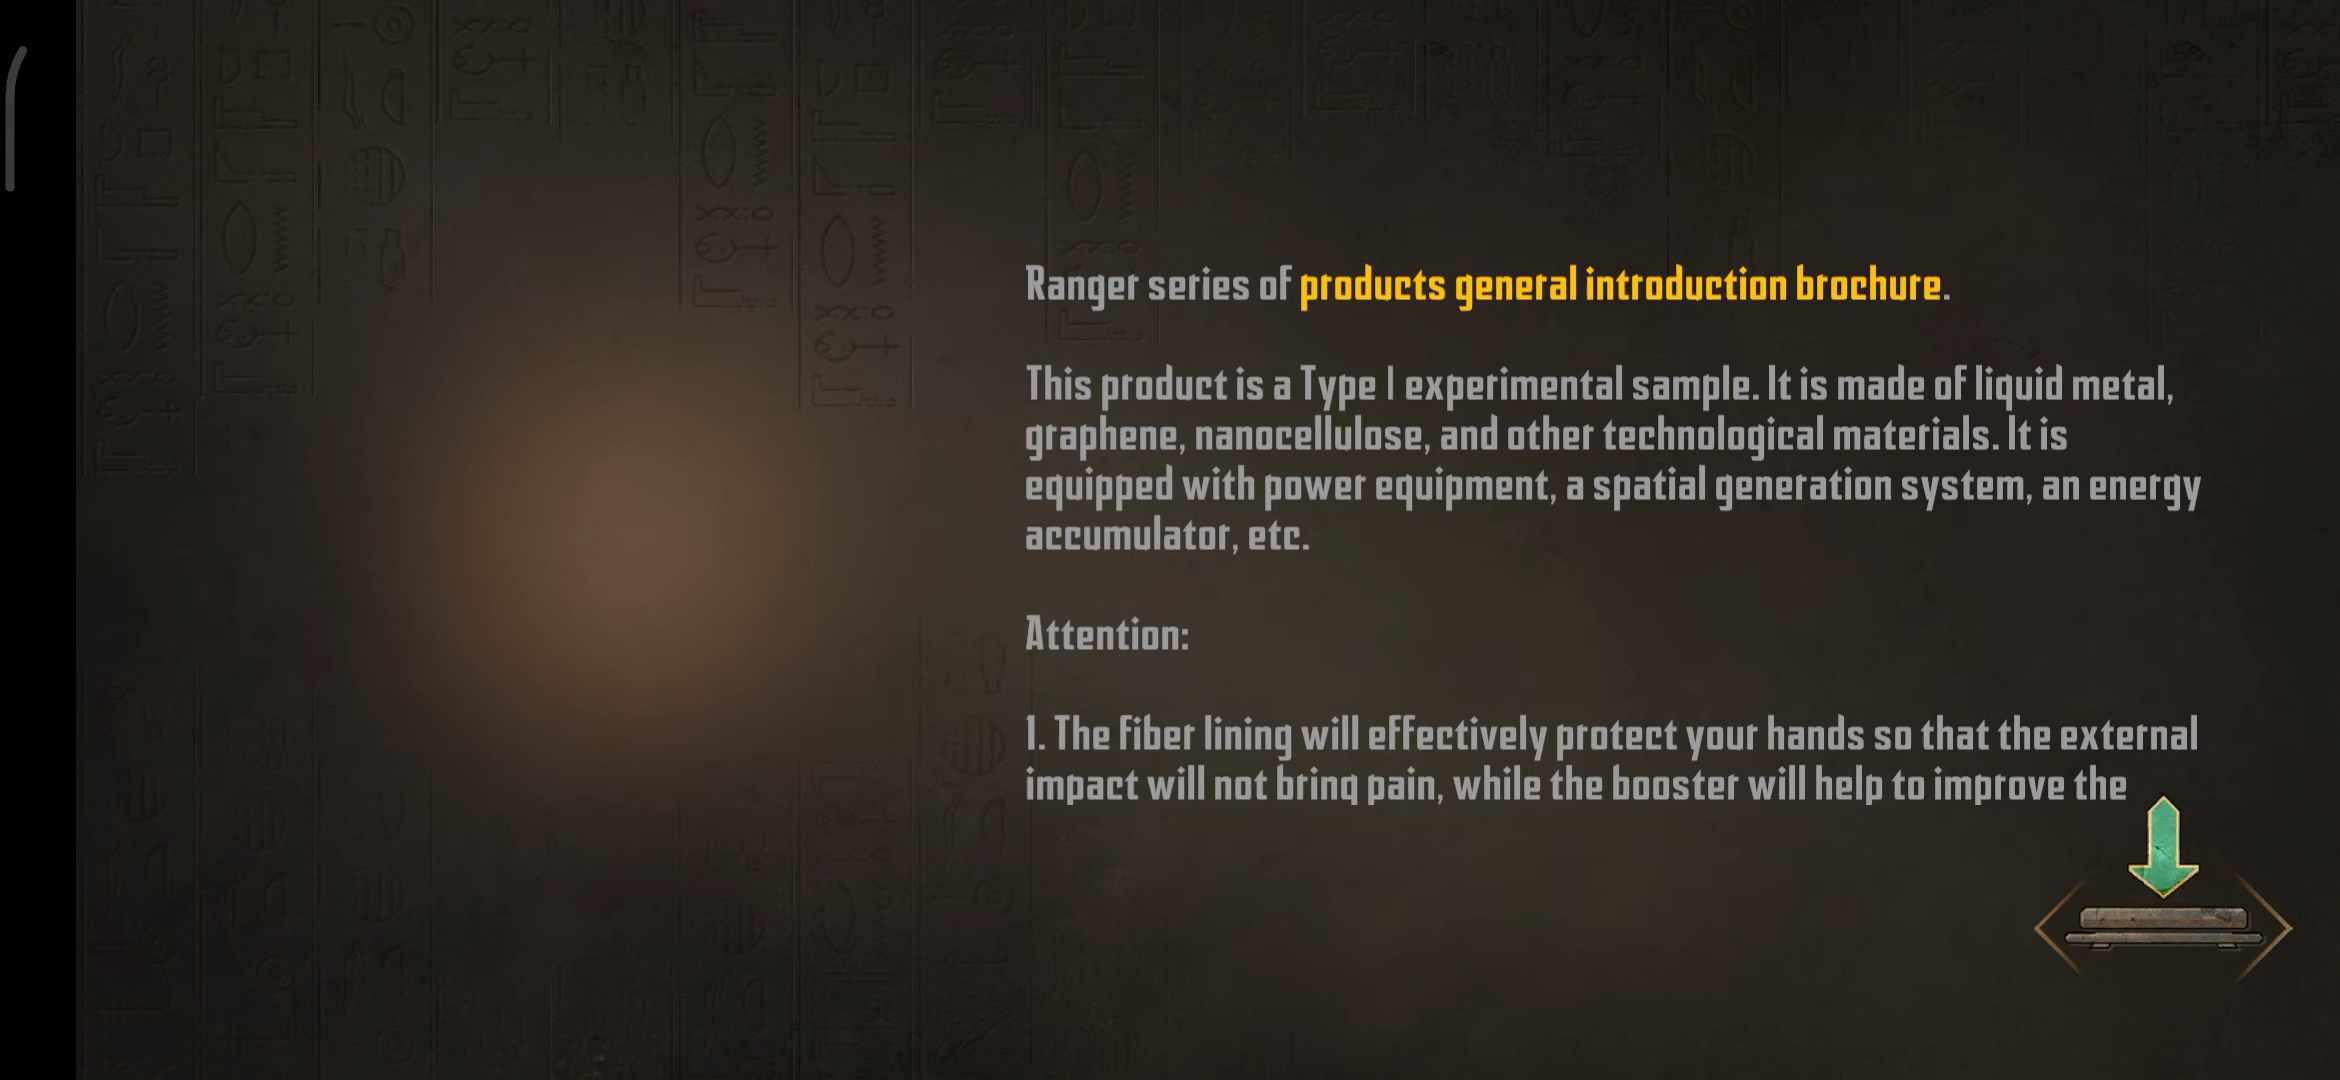 Ranger series of products general introduction brochure.
This product is a Type I experimental sample. It is made of liquid metal,
graphene, nanocellulose, and other technological materials. It is
equipped with power equipment, a spatial generation system, an energy
accumulator, etc.
Attention:
1. The fiber lining will effectively protect your hands so that the external
impact will not bring pain, while the booster will help to improve the